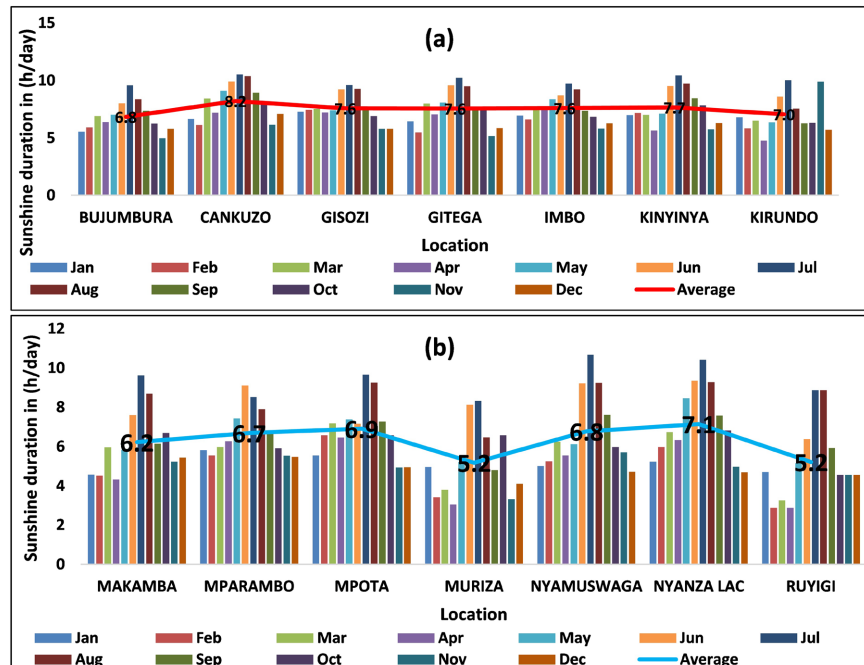 (a)
Sunshine duration in (h/day)
15
10
5
0
6.8 8.2 7.6 7.6 7.6 7.7 7.0
BUJUMBURA CANKUZO GISOZI GITEGA IMBO KINYINYA KIRUNDO
Location
Jan Feb Mar Apr May Jun Jul
Aug Sep Oct Nov Dec Average
(b)
Sunshine duration in (h/day)
12
10
8
6
4
2
0
6.2 6.7 6.9 5.2 6.8 7.1 5.2
MAKAMBA MPARAMBO MPOTA MURIZA NYAMUSWAGA NYANZA LAC RUYIGI
Location
Jan Feb Mar Apr May Jun Jul
Aug Sep Oct Nov Dec Average